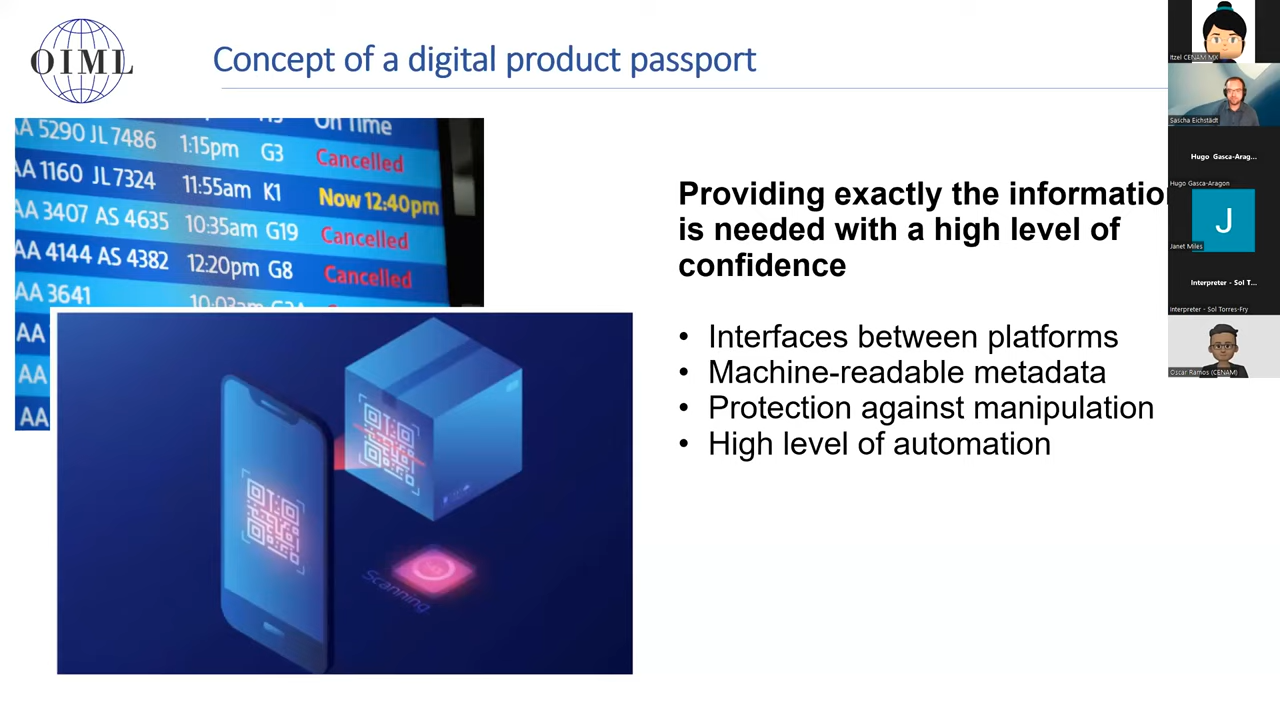 OIML
Concept of a digital product passport
On Time
AA 5290 JL 7486 1:15pm G3 Cancelled
AA 1160 JL 7324 11:55am K1 Now 12:40pm
AA 3407 AS 4635 10:35am G19 Cancelled
AA 4144 AS 4382 12:20pm G8 Cancelled
AA 3641
AA
AA
AA
AA
Scanning
Providing exactly the information
is needed with a high level of
confidence
• Interfaces between platforms
• Machine-readable metadata
• Protection against manipulation
• High level of automation
Itzel CENAM MX
Sascha Eichstädt
Hugo Gasca-Arag...
Hugo Gasca-Aragon
J
Janet Miles
Interpreter - Sol T...
Interpreter - Sol Torres-Fry
Oscar Ramos (CENAM)